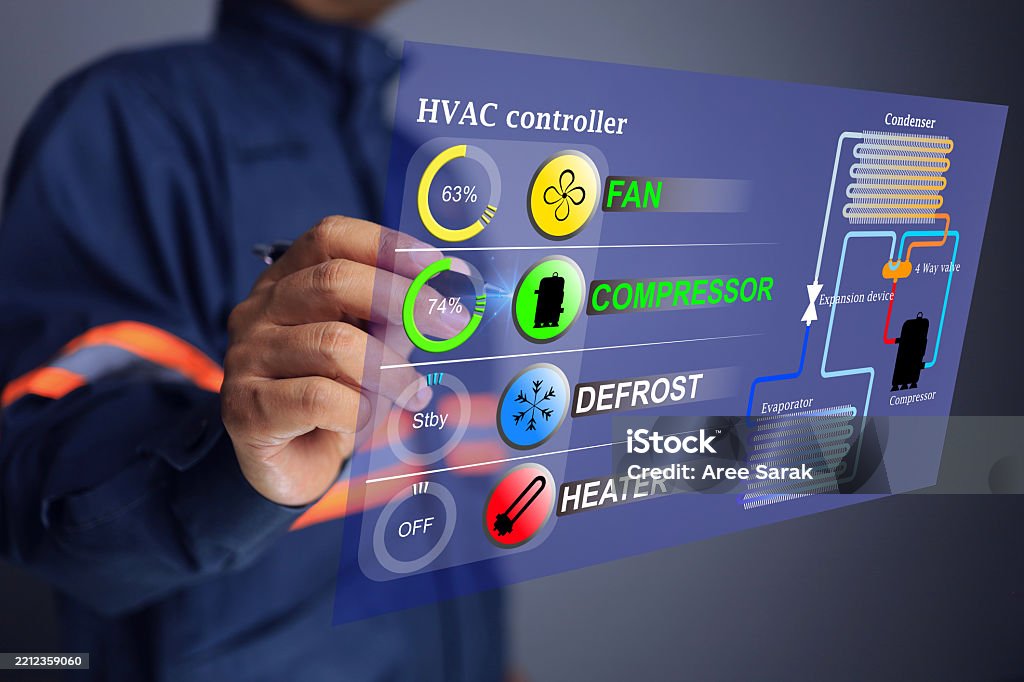 HVAC controller
63%
FAN
74%
COMPRESSOR
Stby
DEFROST
OFF
HEATER
Condenser
4 Way valve
Expansion device
Compressor
Evaporator
iStock™
Credit: Aree Sarak
2212359060